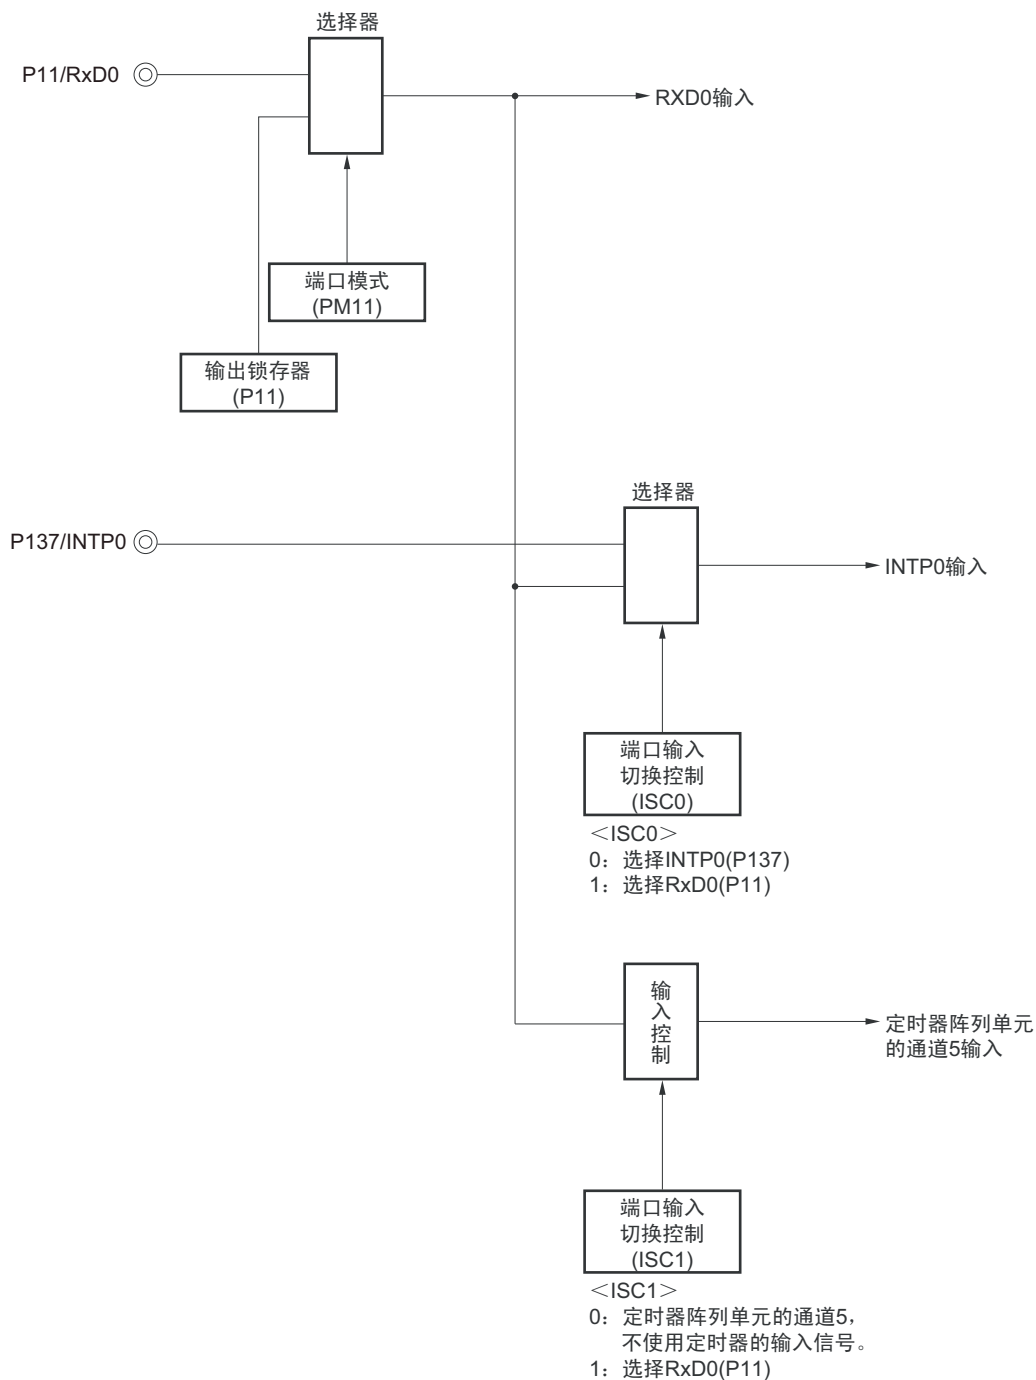 选择器
P11/RxD0
RXD0输入
端口模式
(PM11)
输出锁存器
(P11)
选择器
P137/INTP0
INTP0输入
端口输入
切换控制
(ISC0)
＜ISC0＞
0：选择INTP0(P137)
1：选择RxD0(P11)
输入控制
定时器阵列单元
的通道5输入
端口输入
切换控制
(ISC1)
＜ISC1＞
0：定时器阵列单元的通道5，
不使用定时器的输入信号。
1：选择RxD0(P11)